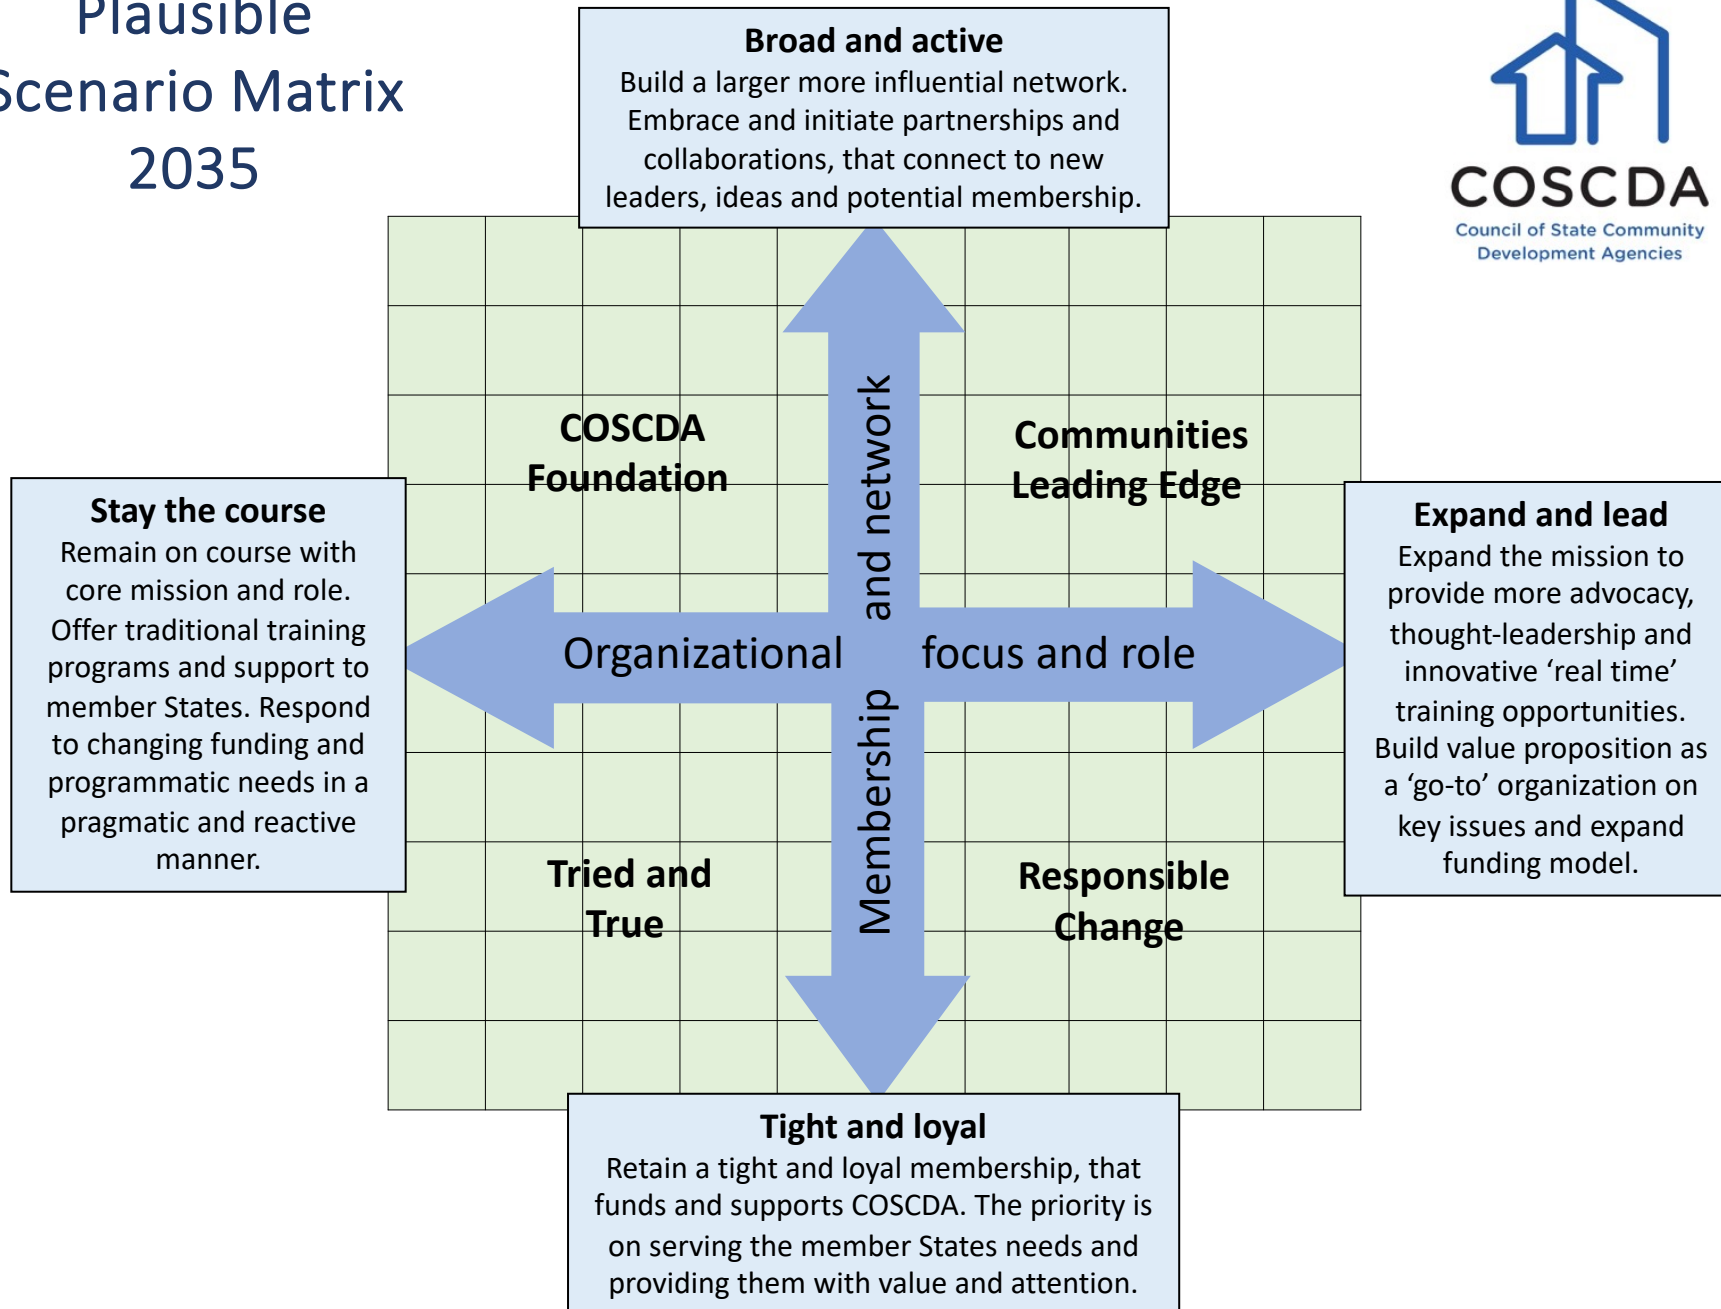 Plausible
Scenario Matrix
2035
Broad and active
Build a larger more influential network.
Embrace and initiate partnerships and
collaborations, that connect to new
leaders, ideas and potential membership.
COSCDA
Council of State Community
Development Agencies
COSCDA
Foundation
Communities
Leading Edge
Stay the course
Remain on course with
core mission and role.
Offer traditional training
programs and support to
member States. Respond
to changing funding and
programmatic needs in a
pragmatic and reactive
manner.
Organizational focus and role
Membership and network
Expand and lead
Expand the mission to
provide more advocacy,
thought-leadership and
innovative ‘real time’
training opportunities.
Build value proposition as
a ‘go-to’ organization on
key issues and expand
funding model.
Tried and
True
Responsible
Change
Tight and loyal
Retain a tight and loyal membership, that
funds and supports COSCDA. The priority is
on serving the member States needs and
providing them with value and attention.